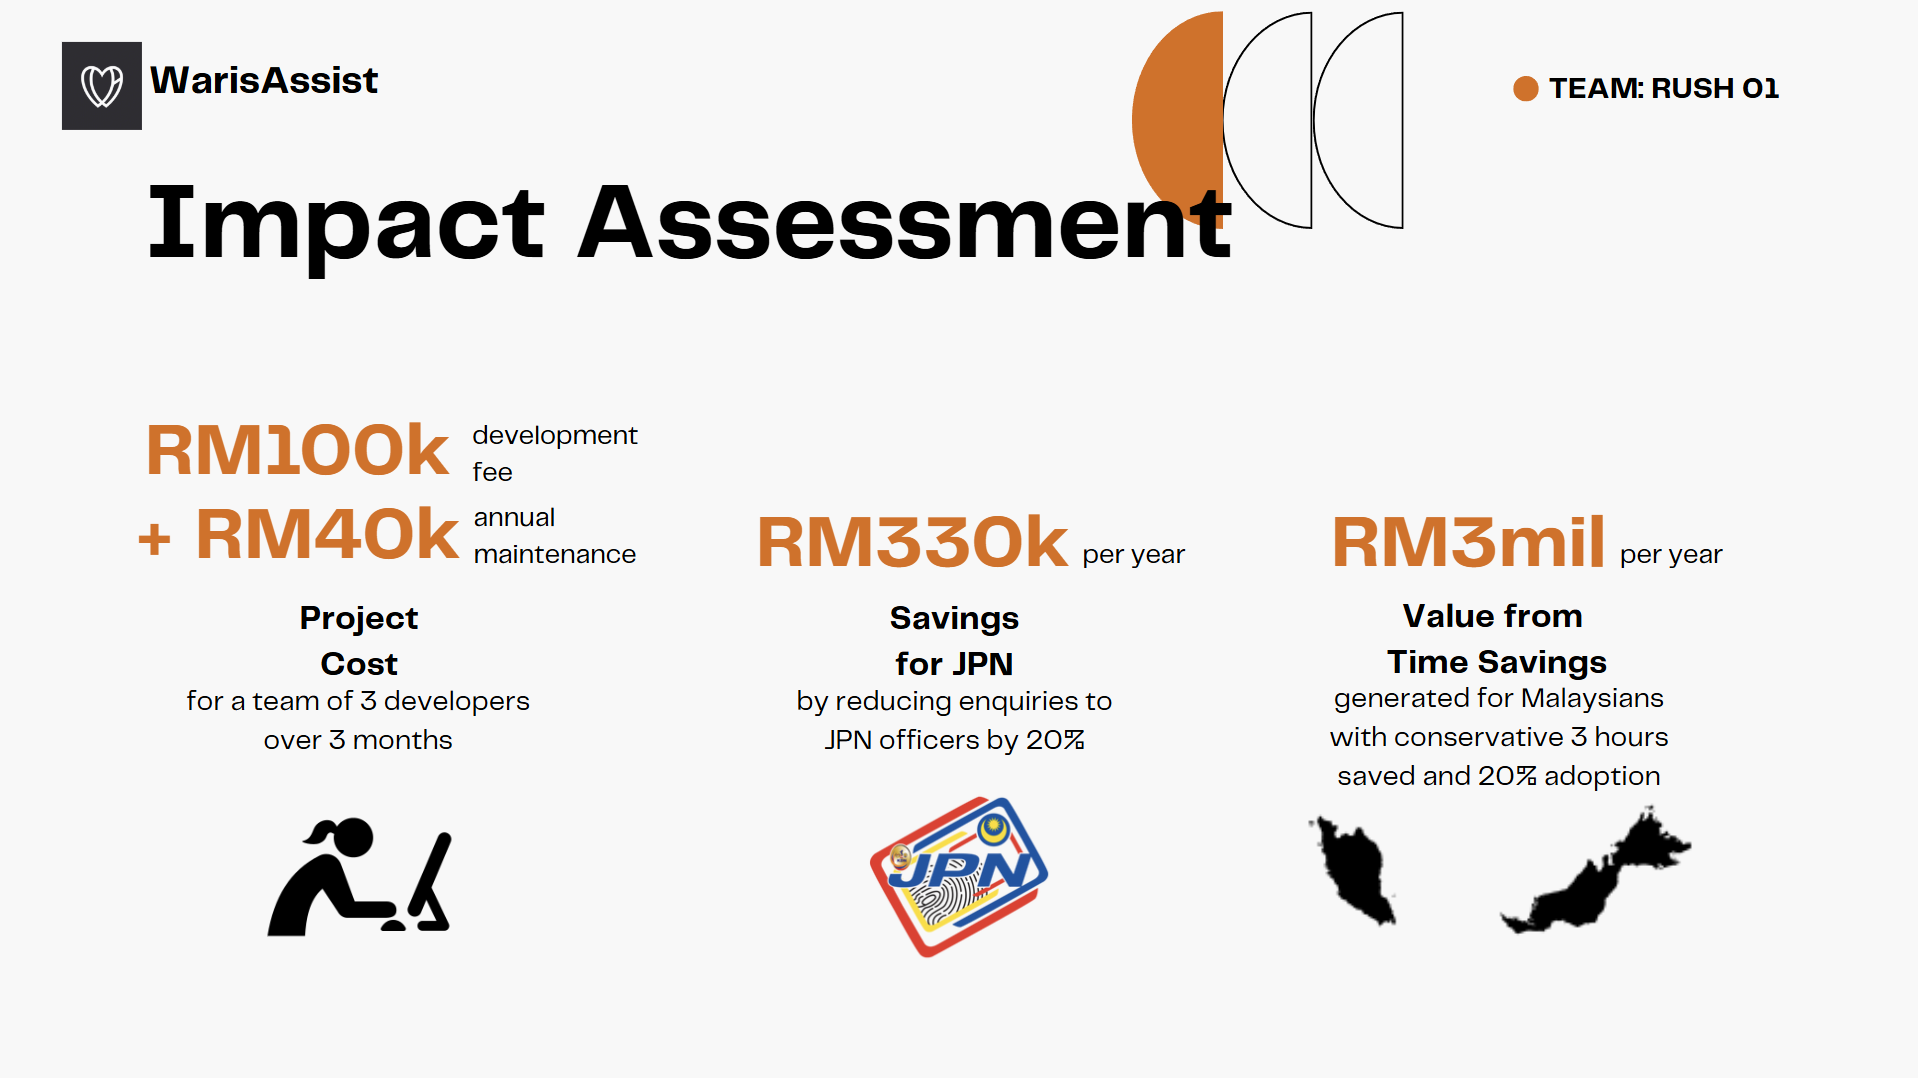 WarisAssist
TEAM: RUSH 01
Impact Assessment
RM100k development
fee
+ RM40k annual
maintenance
Project
Cost
for a team of 3 developers
over 3 months
RM330k per year
Savings
for JPN
by reducing enquiries to
JPN officers by 20%
JPN
RM3mil per year
Value from
Time Savings
generated for Malaysians
with conservative 3 hours
saved and 20% adoption